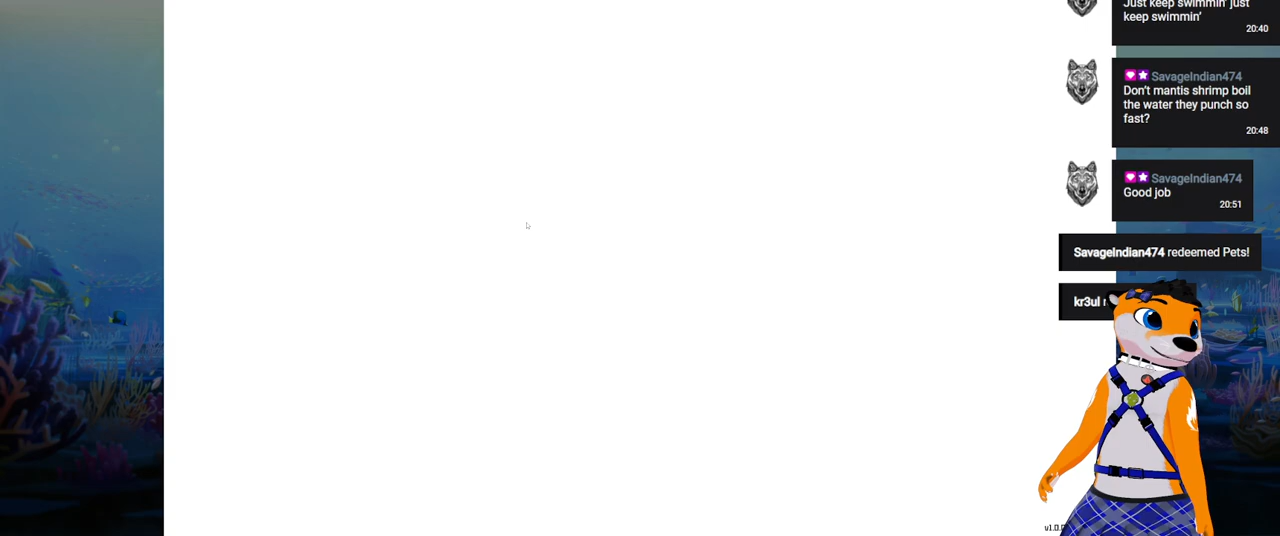 Just keep swimmin' just
keep swimmin'
20:40
SavageIndian474
Don't mantis shrimp boil
the water they punch so
fast?
20:48
SavageIndian474
Good job
20:51
SavageIndian474 redeemed Pets!
kr3ul